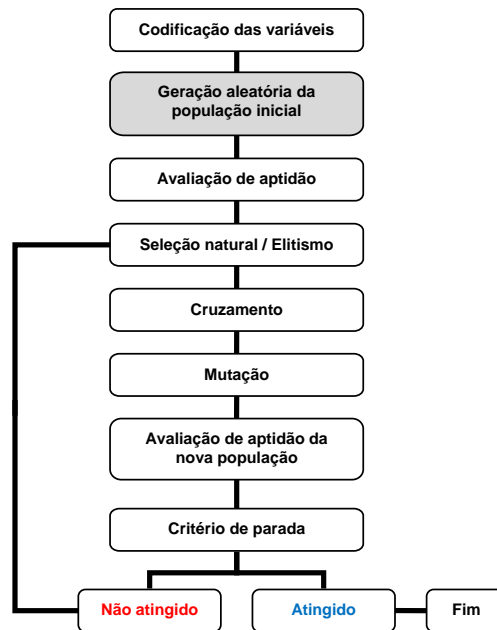 Codificação das variáveis
Geração aleatória da
população inicial
Avaliação de aptidão
Seleção natural / Elitismo
Cruzamento
Mutação
Avaliação de aptidão da
nova população
Critério de parada
Não atingido
Atingido
Fim